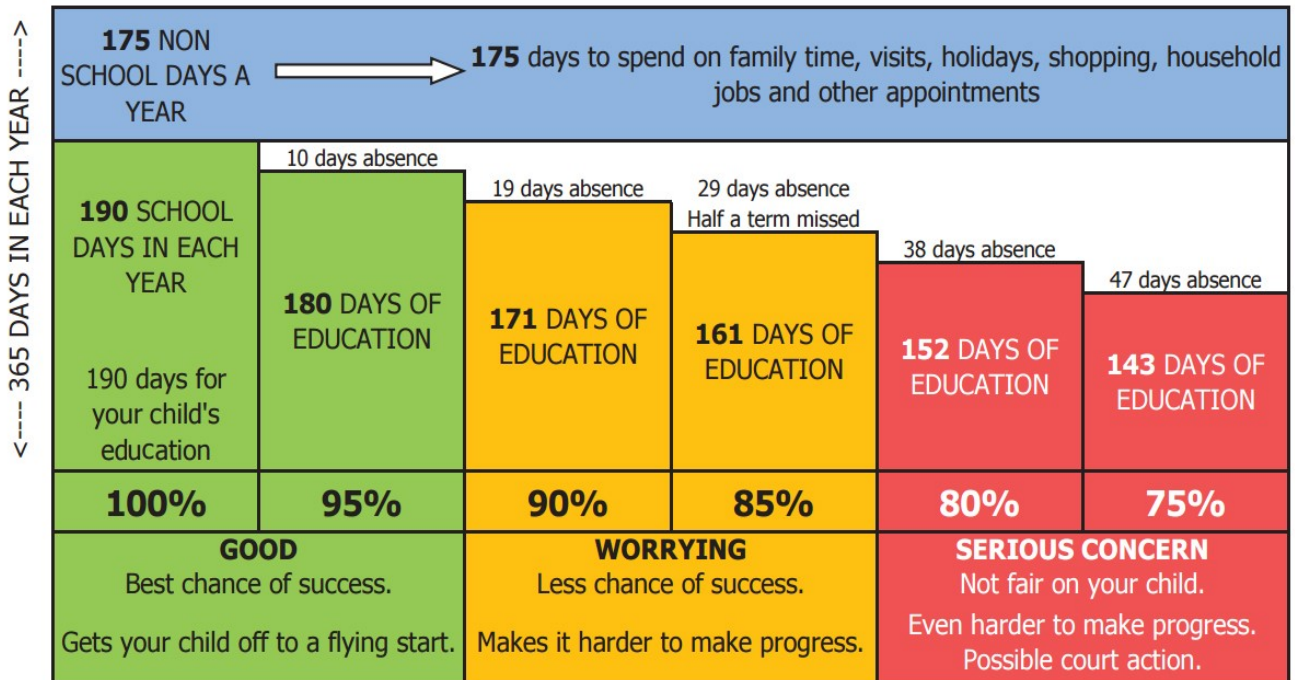 <---- 365 DAYS IN EACH YEAR ---->
175 NON
SCHOOL DAYS A
YEAR
175 days to spend on family time, visits, holidays, shopping, household
jobs and other appointments
190 SCHOOL
DAYS IN EACH
YEAR
190 days for
your child's
education
10 days absence
180 DAYS OF
EDUCATION
19 days absence
171 DAYS OF
EDUCATION
29 days absence
Half a term missed
161 DAYS OF
EDUCATION
38 days absence
152 DAYS OF
EDUCATION
47 days absence
143 DAYS OF
EDUCATION
100%
95%
90%
85%
80%
75%
GOOD
Best chance of success.
Gets your child off to a flying start.
WORRYING
Less chance of success.
Makes it harder to make progress.
SERIOUS CONCERN
Not fair on your child.
Even harder to make progress.
Possible court action.